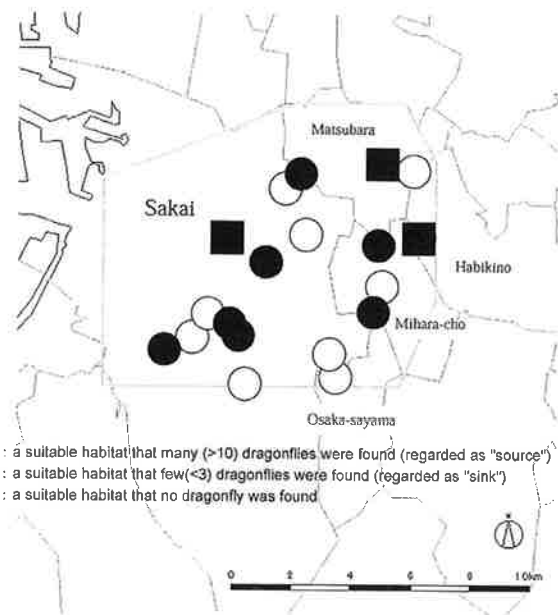 Matsubara
Sakai
Habikino
Mihara-cho
Osaka-sayama
: a suitable habitat that many (>10) dragonflies were found (regarded as "source")
: a suitable habitat that few(<3) dragonflies were found (regarded as "sink")
: a suitable habitat that no dragonfly was found
0 2 4 6 8 10km